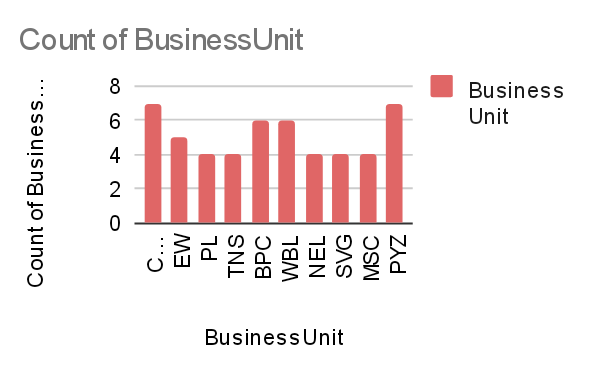 Count of BusinessUnit
Count of Business...
8
6
4
2
0
C...
EW
PL
TNS
BPC
WBL
NEL
SVG
MSC
PYZ
BusinessUnit
Business
Unit